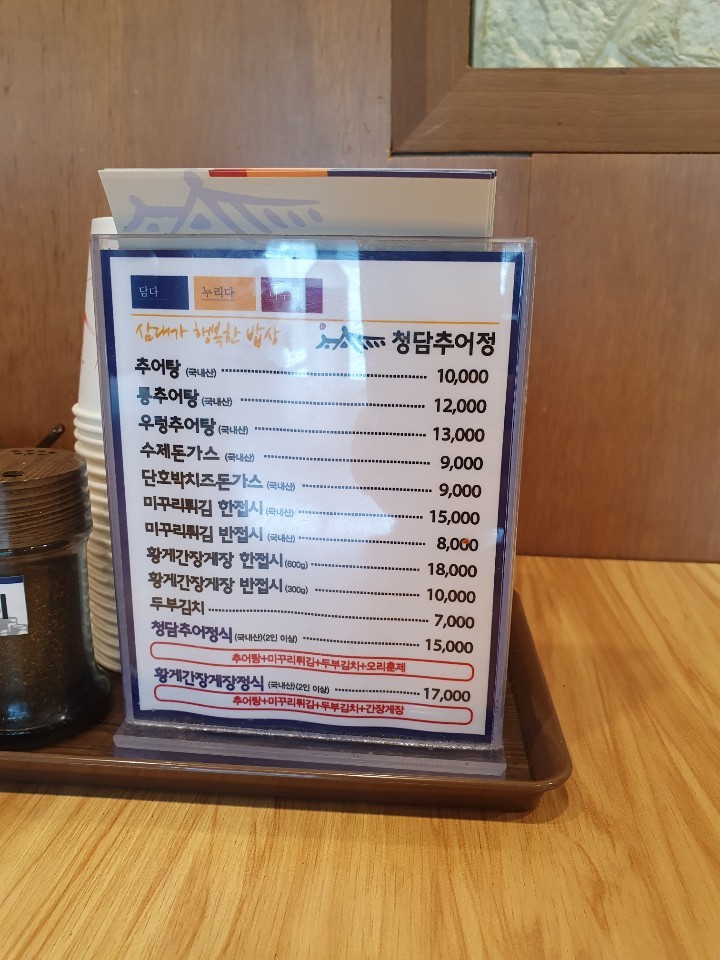 담다 누리다
삼대가 행복한 밥상 청담추어정
추어탕 (국내산) 10,000
통추어탕 (국내산) 12,000
우렁추어탕 (국내산) 13,000
수제돈가스 (국내산) 9,000
단호박치즈돈가스 (국내산) 9,000
미꾸리튀김 한접시 (국내산) 15,000
미꾸리튀김 반접시 (국내산) 8,000
황게간장게장 한접시 (600g) 18,000
황게간장게장 반접시 (300g) 10,000
두부김치 7,000
청담추어정식 (국내산)(2인 이상) 15,000
추어탕+미꾸리튀김+두부김치+오리훈제
황게간장게장정식 (국내산)(2인 이상) 17,000
추어탕+미꾸리튀김+두부김치+간장게장